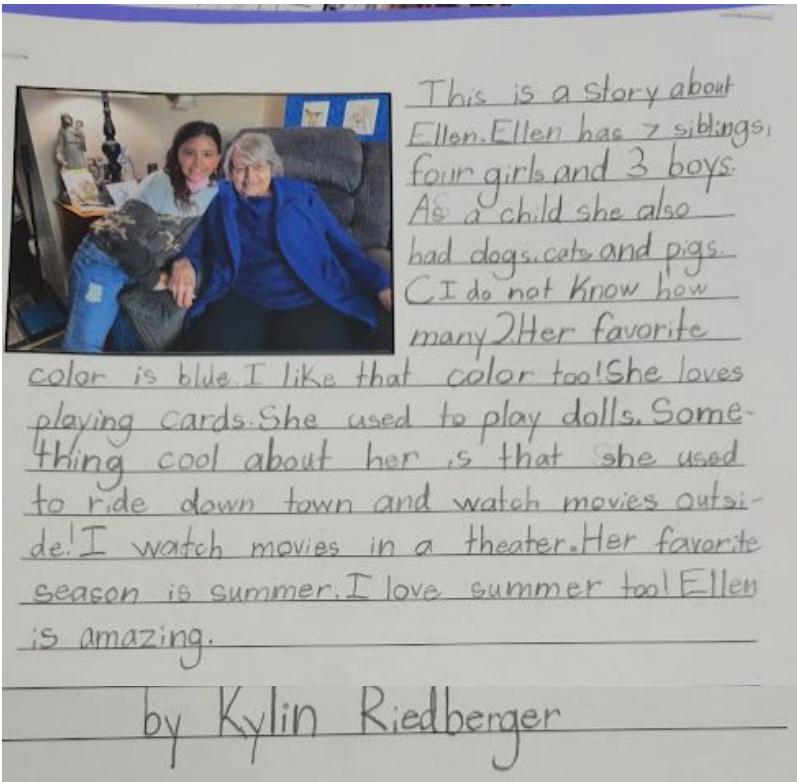 This is a story about
Ellen. Ellen has 7 siblings,
four girls and 3 boys.
As a child she also
had dogs, cats and pigs.
(I do not know how
many). Her favorite
color is blue. I like that color too! She loves
playing cards. She used to play dolls. Some-
thing cool about her is that she used
to ride down town and watch movies outsi-
de! I watch movies in a theater. Her favorite
season is summer. I love summer too! Ellen
is amazing.
by Kylin Riedberger